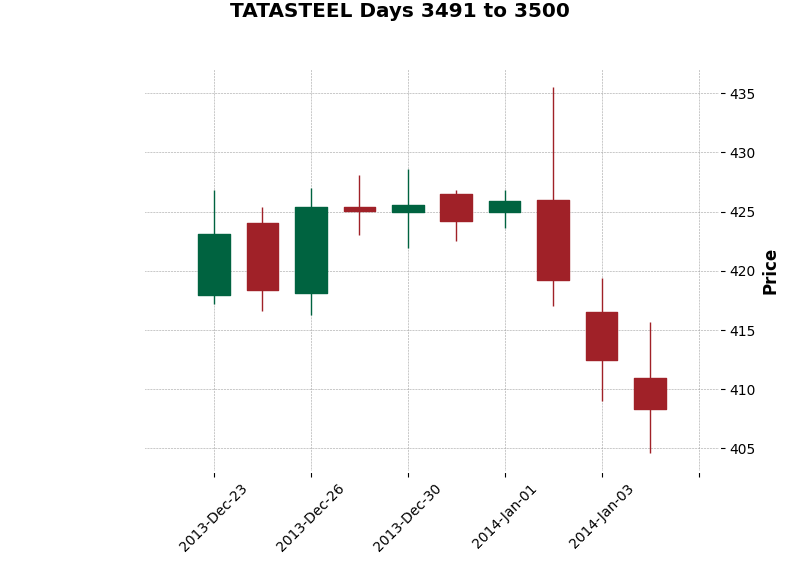 TATASTEEL Days 3491 to 3500
435
430
425
420
415
410
405
Price
2013-Dec-23
2013-Dec-26
2013-Dec-30
2014-Jan-01
2014-Jan-03